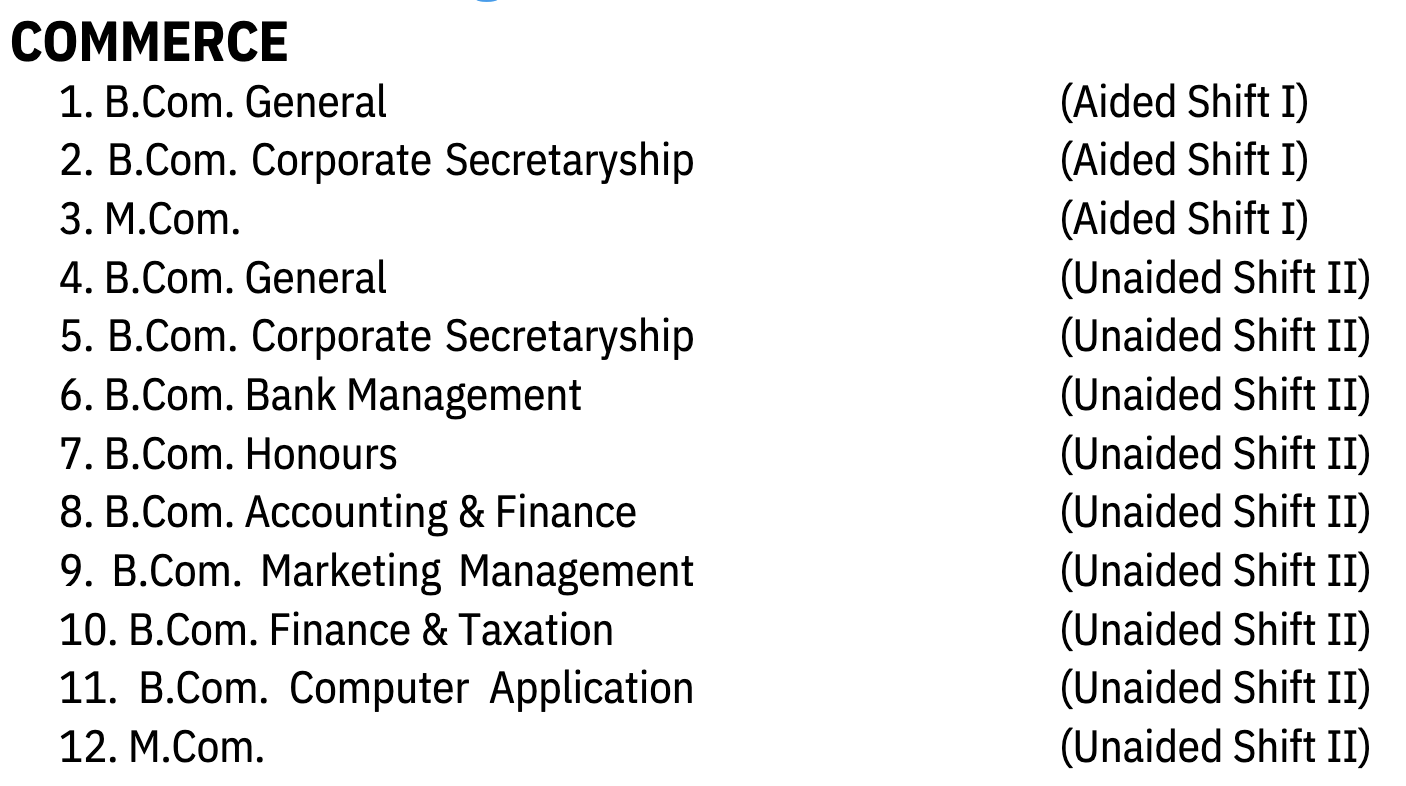 COMMERCE
1. B.Com. General (Aided Shift I)
2. B.Com. Corporate Secretaryship (Aided Shift I)
3. M.Com. (Aided Shift I)
4. B.Com. General (Unaided Shift II)
5. B.Com. Corporate Secretaryship (Unaided Shift II)
6. B.Com. Bank Management (Unaided Shift II)
7. B.Com. Honours (Unaided Shift II)
8. B.Com. Accounting & Finance (Unaided Shift II)
9. B.Com. Marketing Management (Unaided Shift II)
10. B.Com. Finance & Taxation (Unaided Shift II)
11. B.Com. Computer Application (Unaided Shift II)
12. M.Com. (Unaided Shift II)